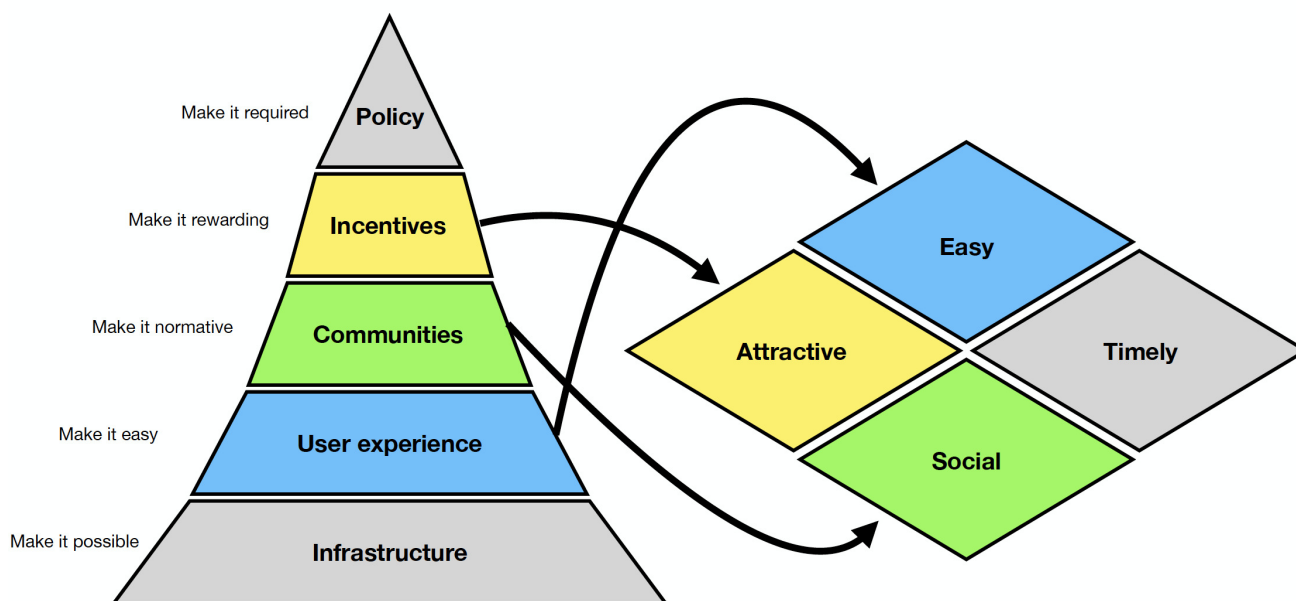 Make it required
Policy
Make it rewarding
Incentives
Make it normative
Communities
Make it easy
User experience
Make it possible
Infrastructure
Easy
Attractive
Timely
Social